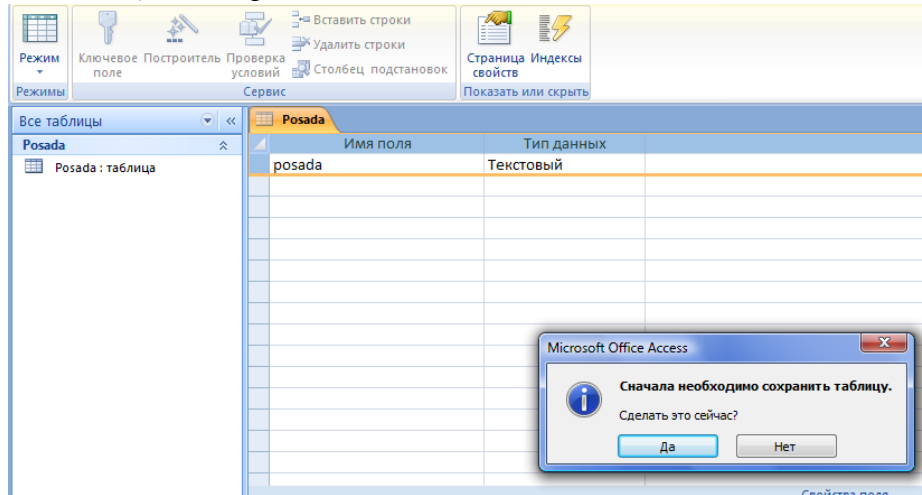 Вставить строки
Удалить строки
Столбец подстановок
Режим
Ключевое поле
Построитель
Проверка условий
Страница свойств
Индексы
Режимы
Сервис
Показать или скрыть
Все таблицы
Posada
Posada : таблица
Posada
Имя поля
Тип данных
posada
Текстовый
Microsoft Office Access
Сначала необходимо сохранить таблицу.
Сделать это сейчас?
Да
Нет
Свойства поля